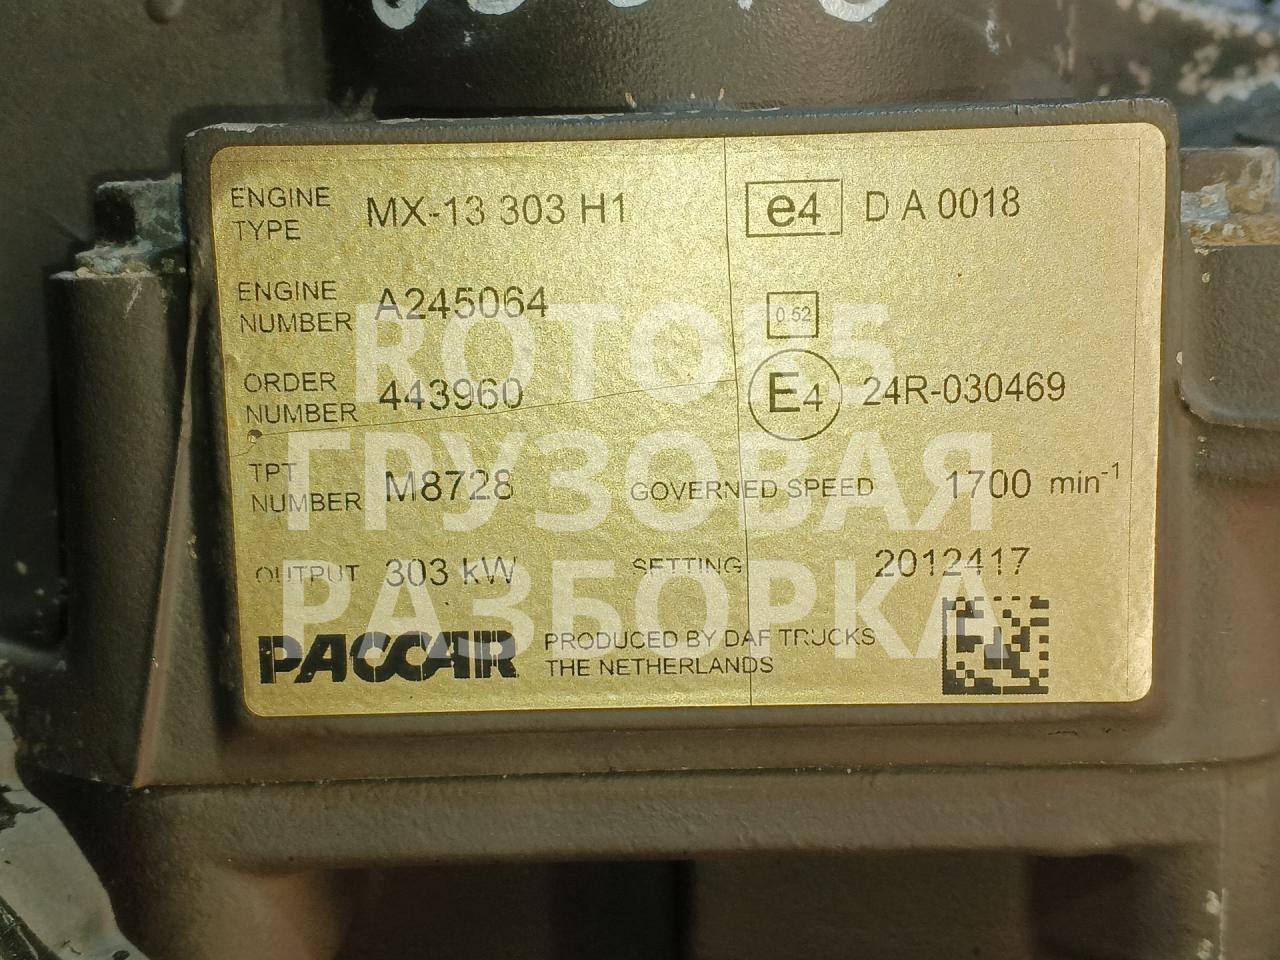 ENGINE TYPE MX-13 303 H1
e4 D A 0018
ENGINE NUMBER A245064
0.52
ORDER NUMBER 443960
E4 24R-030469
TPT NUMBER M8728
GOVERNED SPEED 1700 min-1
OUTPUT 303 kW
SETTING 2012417
PACCAR
PRODUCED BY DAF TRUCKS
THE NETHERLANDS
ГРУЗОВАЯ
РАЗБОРКА